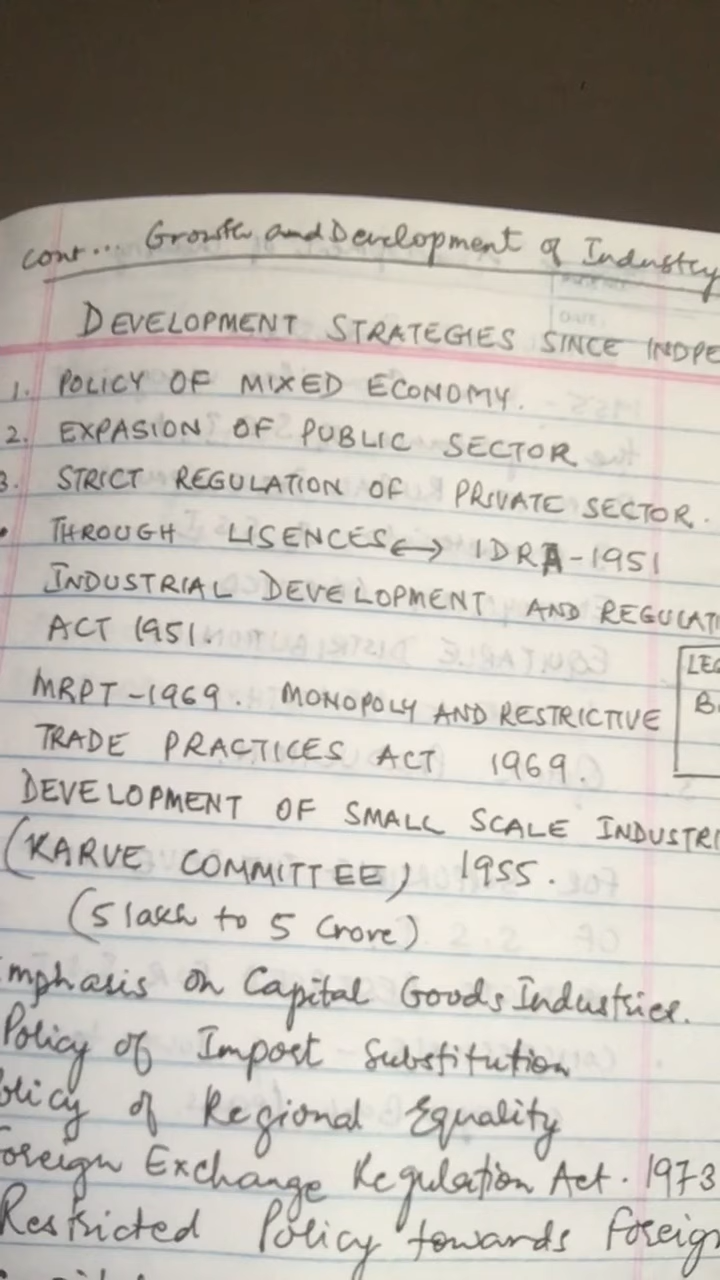 cont... Growth and Development of Industry
DEVELOPMENT STRATEGIES SINCE INDPE
1. POLICY OF MIXED ECONOMY.
2. EXPASION OF PUBLIC SECTOR
3. STRICT REGULATION OF PRIVATE SECTOR.
• THROUGH LISENCES ↔ IDRA-1951
INDUSTRIAL DEVELOPMENT AND REGULATI
ACT 1951.
LEG
MRPT-1969. MONOPOLY AND RESTRICTIVE
B
TRADE PRACTICES ACT 1969.
DEVELOPMENT OF SMALL SCALE INDUSTRI
(KARVE COMMITTEE) 1955.
(5 lakh to 5 Crore)
Emphasis on Capital Goods Industries.
Policy of Import Substitution
olicy of Regional Equality
oreign Exchange Regulation Act. 1973
Restricted Policy towards foreign